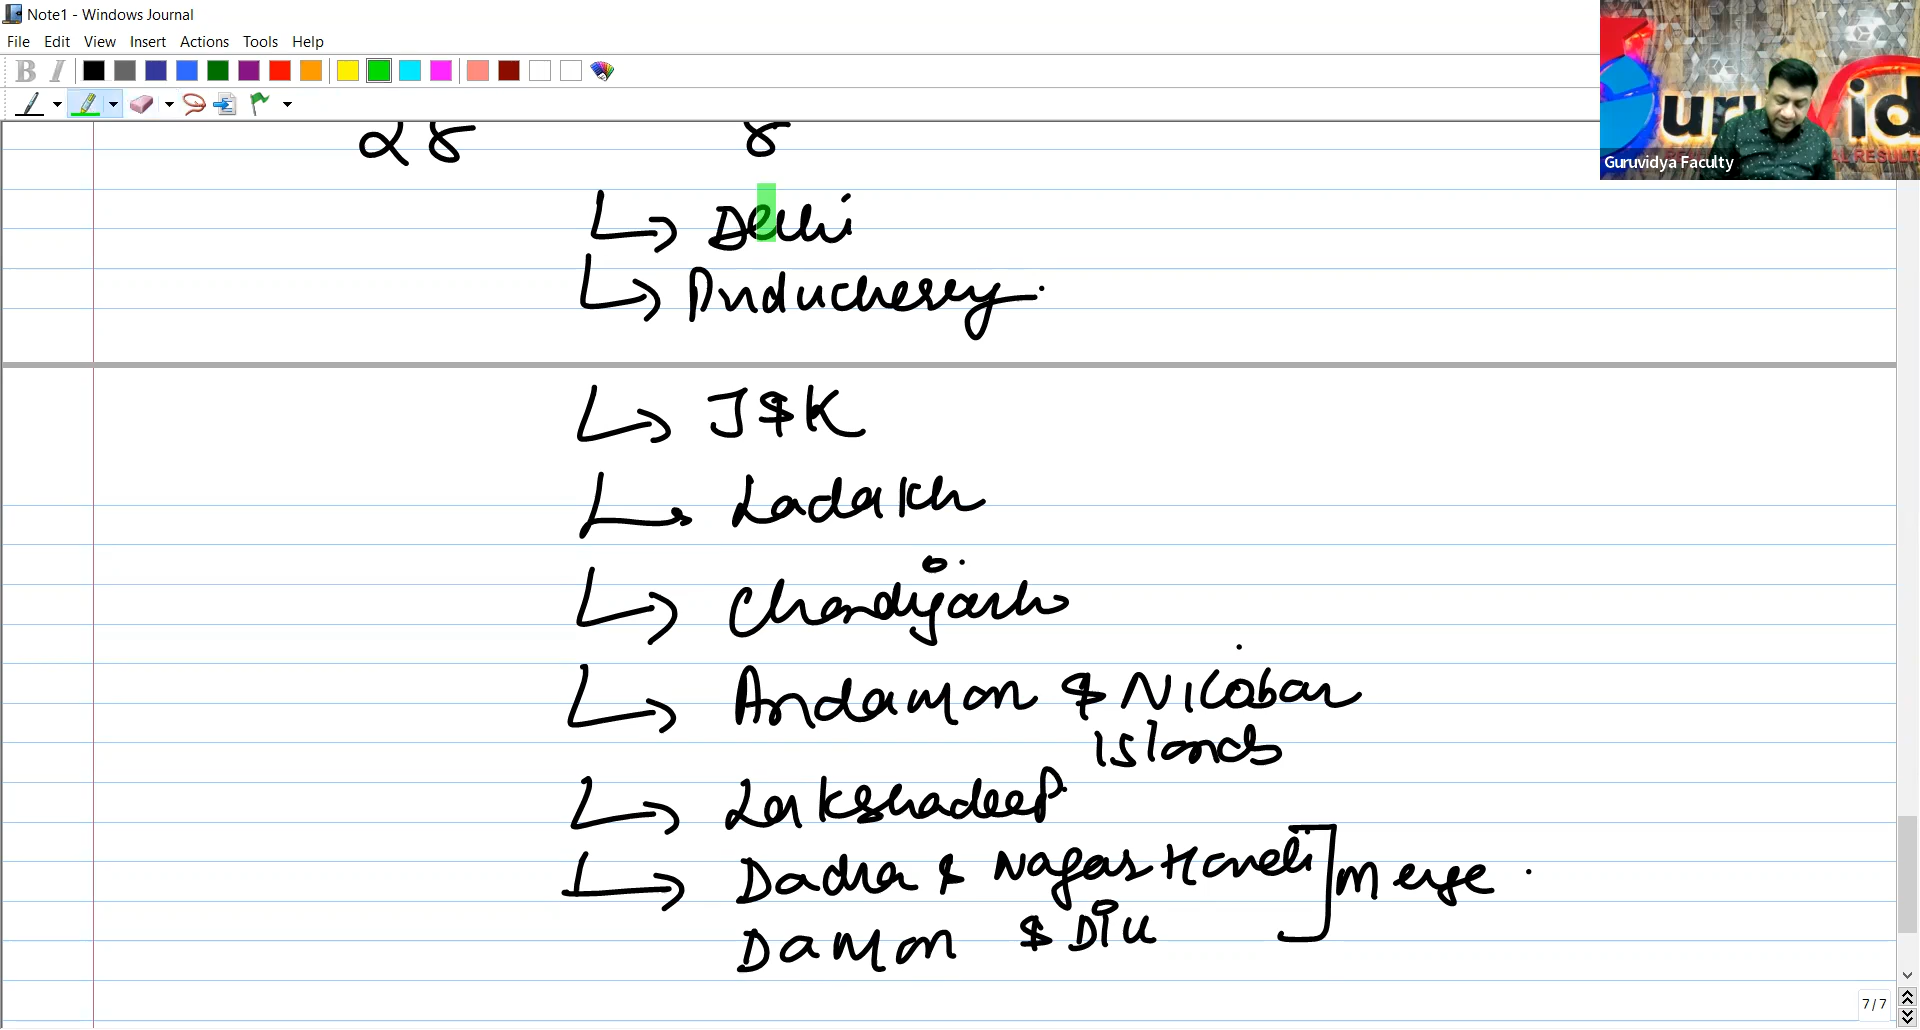 Note1 - Windows Journal
File Edit View Insert Actions Tools Help
B I
Guruvidya Faculty
28 8
Delhi
Puducherry.
J & K
Ladakh
Chandigarh
Andaman & Nicobar
Islands
Lakshadeep
Dadra & Nagar Haveli
Merge
Daman & Diu
7/7